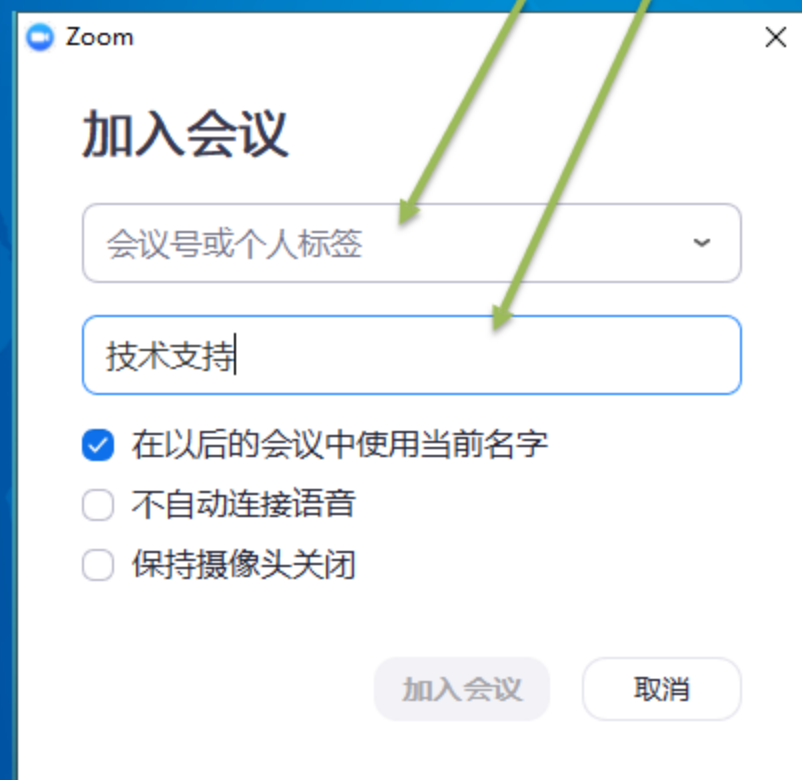 Zoom
加入会议
会议号或个人标签
技术支持
在以后的会议中使用当前名字
不自动连接语音
保持摄像头关闭
加入会议 取消